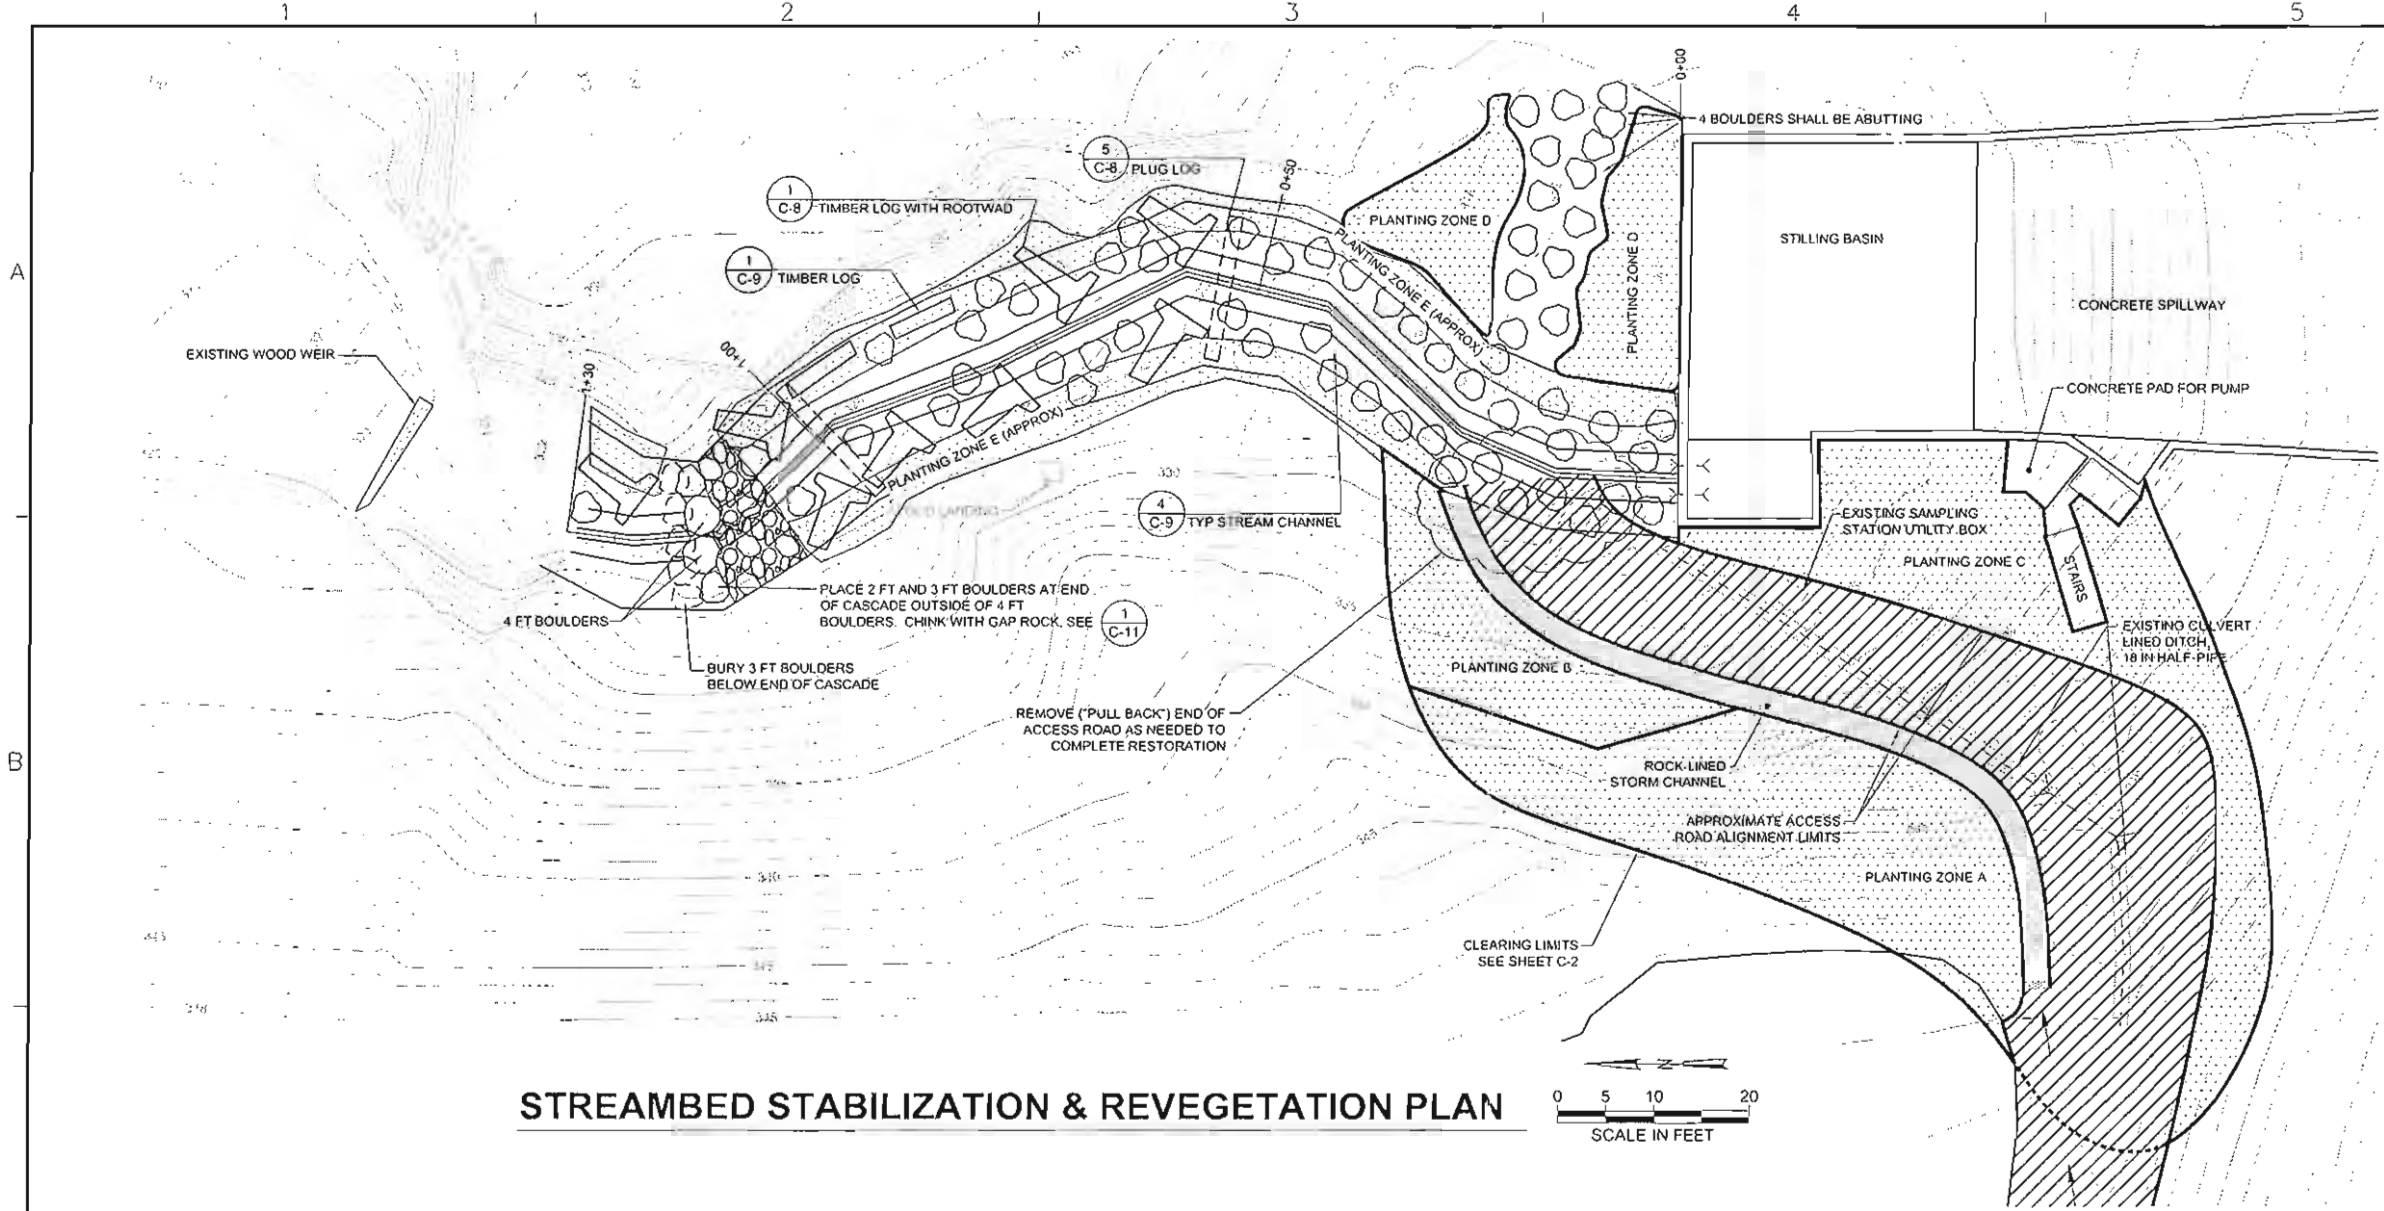 1
2
3
4
5
A
B
0+00
4 BOULDERS SHALL BE ABUTTING
5
C-8
PLUG LOG
0+50
1
C-8
TIMBER LOG WITH ROOTWAD
PLANTING ZONE D
PLANTING ZONE D
STILLING BASIN
PLANTING ZONE E (APPROX)
1
C-9
TIMBER LOG
CONCRETE SPILLWAY
EXISTING WOOD WEIR
1+00
1+30
CONCRETE PAD FOR PUMP
PLANTING ZONE E (APPROX)
330
4
C-9
TYP STREAM CHANNEL
EXISTING SAMPLING
STATION UTILITY BOX
PLANTING ZONE C
STAIRS
PLACE 2 FT AND 3 FT BOULDERS AT END
OF CASCADE OUTSIDE OF 4 FT
BOULDERS. CHINK WITH GAP ROCK, SEE
1
C-11
4 FT BOULDERS
EXISTING CULVERT
LINED DITCH,
18 IN HALF-PIPE
BURY 3 FT BOULDERS
BELOW END OF CASCADE
PLANTING ZONE B
REMOVE ("PULL BACK") END OF
ACCESS ROAD AS NEEDED TO
COMPLETE RESTORATION
ROCK-LINED
STORM CHANNEL
APPROXIMATE ACCESS
ROAD ALIGNMENT LIMITS
340
PLANTING ZONE A
CLEARING LIMITS
SEE SHEET C-2
N
STREAMBED STABILIZATION & REVEGETATION PLAN
0 5 10 20
SCALE IN FEET